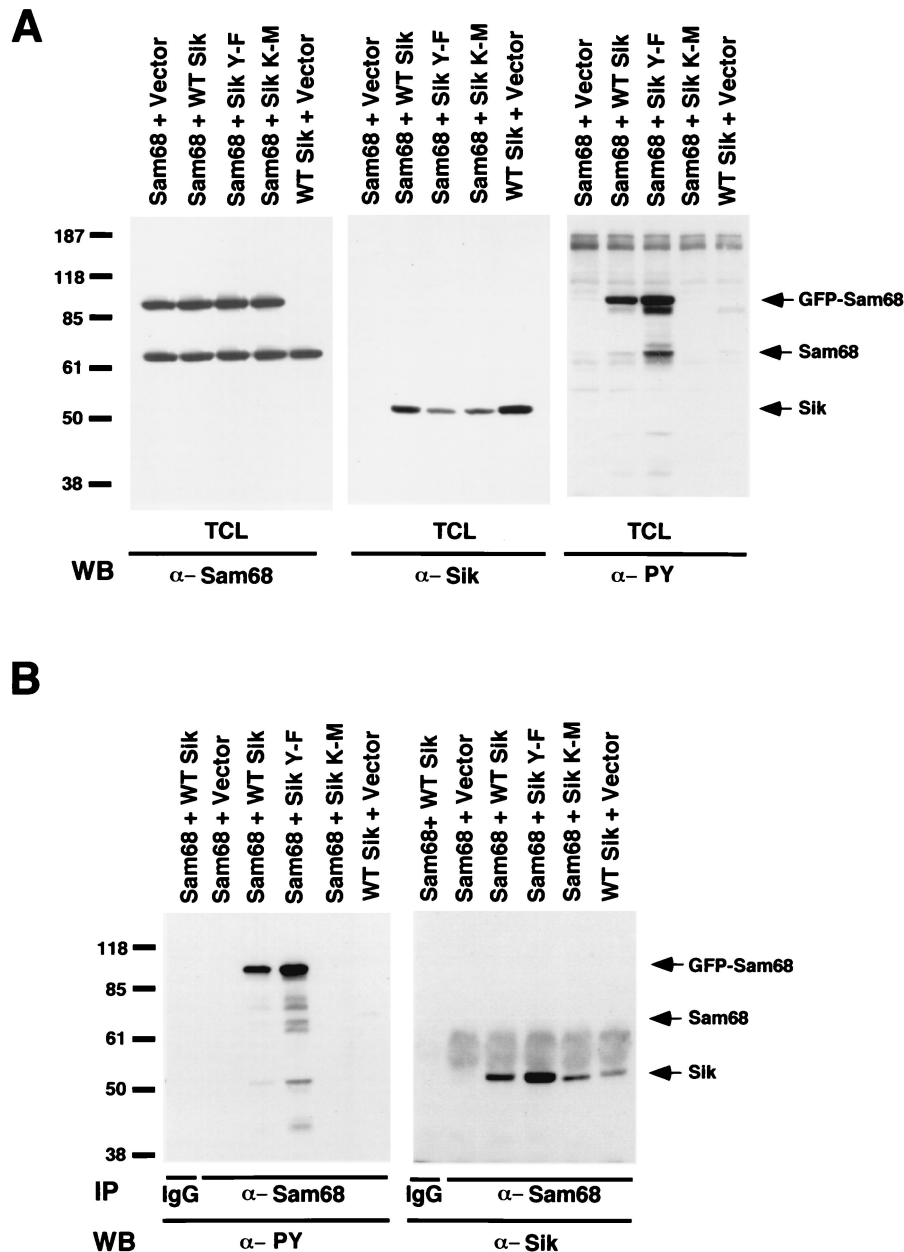 A
Sam68 + Vector
Sam68 + WT Sik
Sam68 + Sik Y-F
Sam68 + Sik K-M
WT Sik + Vector
Sam68 + Vector
Sam68 + WT Sik
Sam68 + Sik Y-F
Sam68 + Sik K-M
WT Sik + Vector
Sam68 + Vector
Sam68 + WT Sik
Sam68 + Sik Y-F
Sam68 + Sik K-M
WT Sik + Vector
187
118
85
61
50
38
GFP-Sam68
Sam68
Sik
TCL TCL TCL
WB α– Sam68 α– Sik α– PY
B
Sam68 + WT Sik
Sam68 + Vector
Sam68 + WT Sik
Sam68 + Sik Y-F
Sam68 + Sik K-M
WT Sik + Vector
Sam68+ WT Sik
Sam68 + Vector
Sam68 + WT Sik
Sam68 + Sik Y-F
Sam68 + Sik K-M
WT Sik + Vector
118
85
61
50
38
GFP-Sam68
Sam68
Sik
IP IgG α– Sam68 IgG α– Sam68
WB α– PY α– Sik